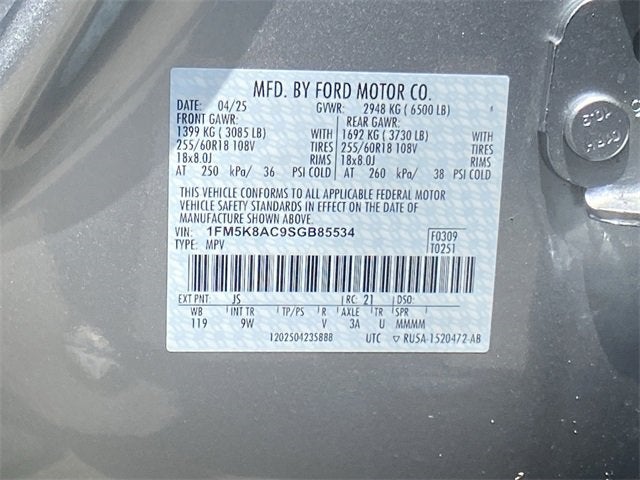 MFD. BY FORD MOTOR CO.
DATE: 04/25 GVWR: 2948 KG ( 6500 LB)
FRONT GAWR: REAR GAWR:
1399 KG ( 3085 LB) WITH 1692 KG ( 3730 LB) WITH
255/60R18 108V TIRES 255/60R18 108V TIRES
18x8.0J RIMS 18x8.0J RIMS
AT 250 kPa/ 36 PSI COLD AT 260 kPa/ 38 PSI COLD
THIS VEHICLE CONFORMS TO ALL APPLICABLE FEDERAL MOTOR
VEHICLE SAFETY STANDARDS IN EFFECT ON THE DATE OF
MANUFACTURE SHOWN ABOVE.
VIN: 1FM5K8AC9SGB85534 F0309
TYPE: MPV T0251
EXT PNT: JS RC: 21 DSO:
WB INT TR TP/PS R AXLE TR SPR
119 9W V 3A U MMMM
1202504235888 UTC ▽ RU5A-1520472-AB